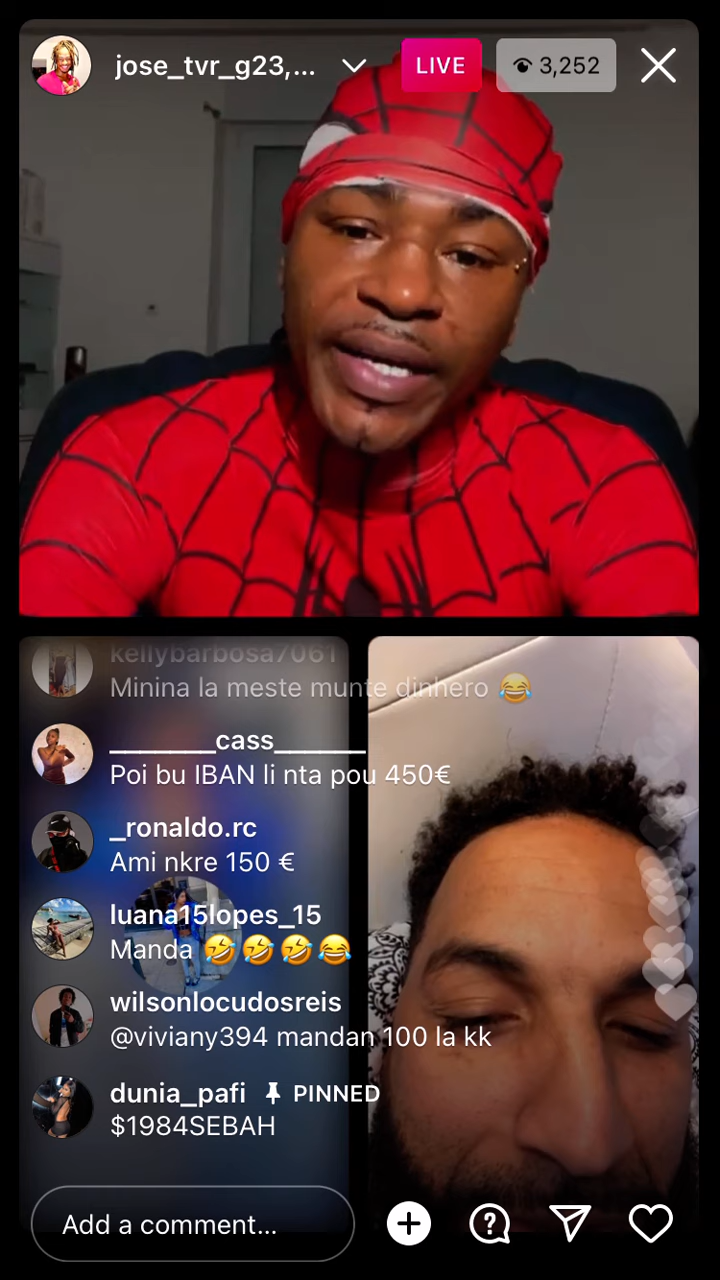 jose_tvr_g23,...
LIVE
3,252
kellybarbosa7061
Minina la meste munte dinhero 😂
________cass_______
Poi bu IBAN li nta pou 450€
_ronaldo.rc
Ami nkre 150 €
luana15lopes_15
Manda 🤣🤣🤣😂
wilsonlocudosreis
@viviany394 mandan 100 la kk
dunia_pafi PINNED
$1984SEBAH
Add a comment...